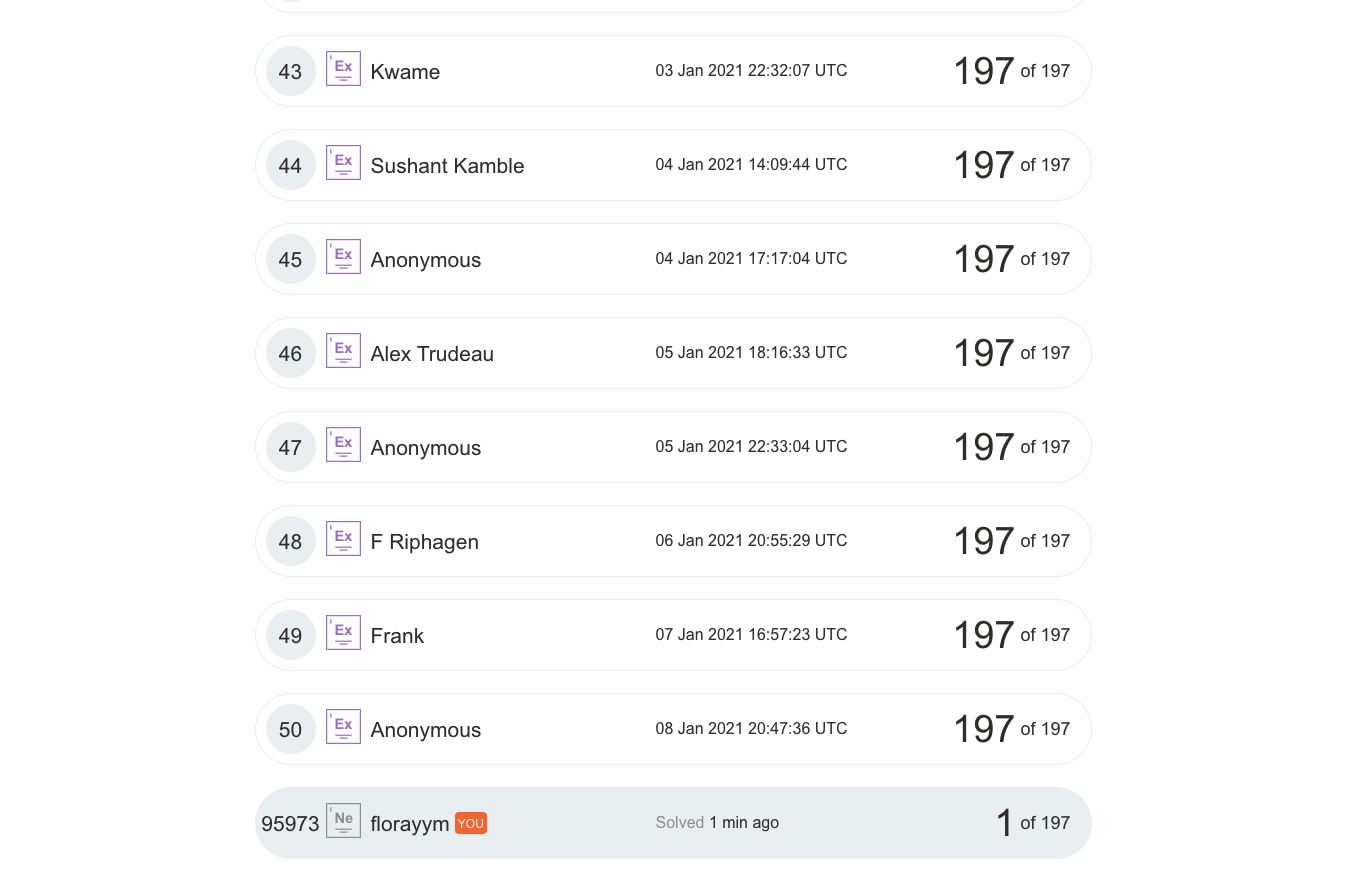 43 Ex Kwame 03 Jan 2021 22:32:07 UTC 197 of 197
44 Ex Sushant Kamble 04 Jan 2021 14:09:44 UTC 197 of 197
45 Ex Anonymous 04 Jan 2021 17:17:04 UTC 197 of 197
46 Ex Alex Trudeau 05 Jan 2021 18:16:33 UTC 197 of 197
47 Ex Anonymous 05 Jan 2021 22:33:04 UTC 197 of 197
48 Ex F Riphagen 06 Jan 2021 20:55:29 UTC 197 of 197
49 Ex Frank 07 Jan 2021 16:57:23 UTC 197 of 197
50 Ex Anonymous 08 Jan 2021 20:47:36 UTC 197 of 197
95973 Ne florayym YOU Solved 1 min ago 1 of 197